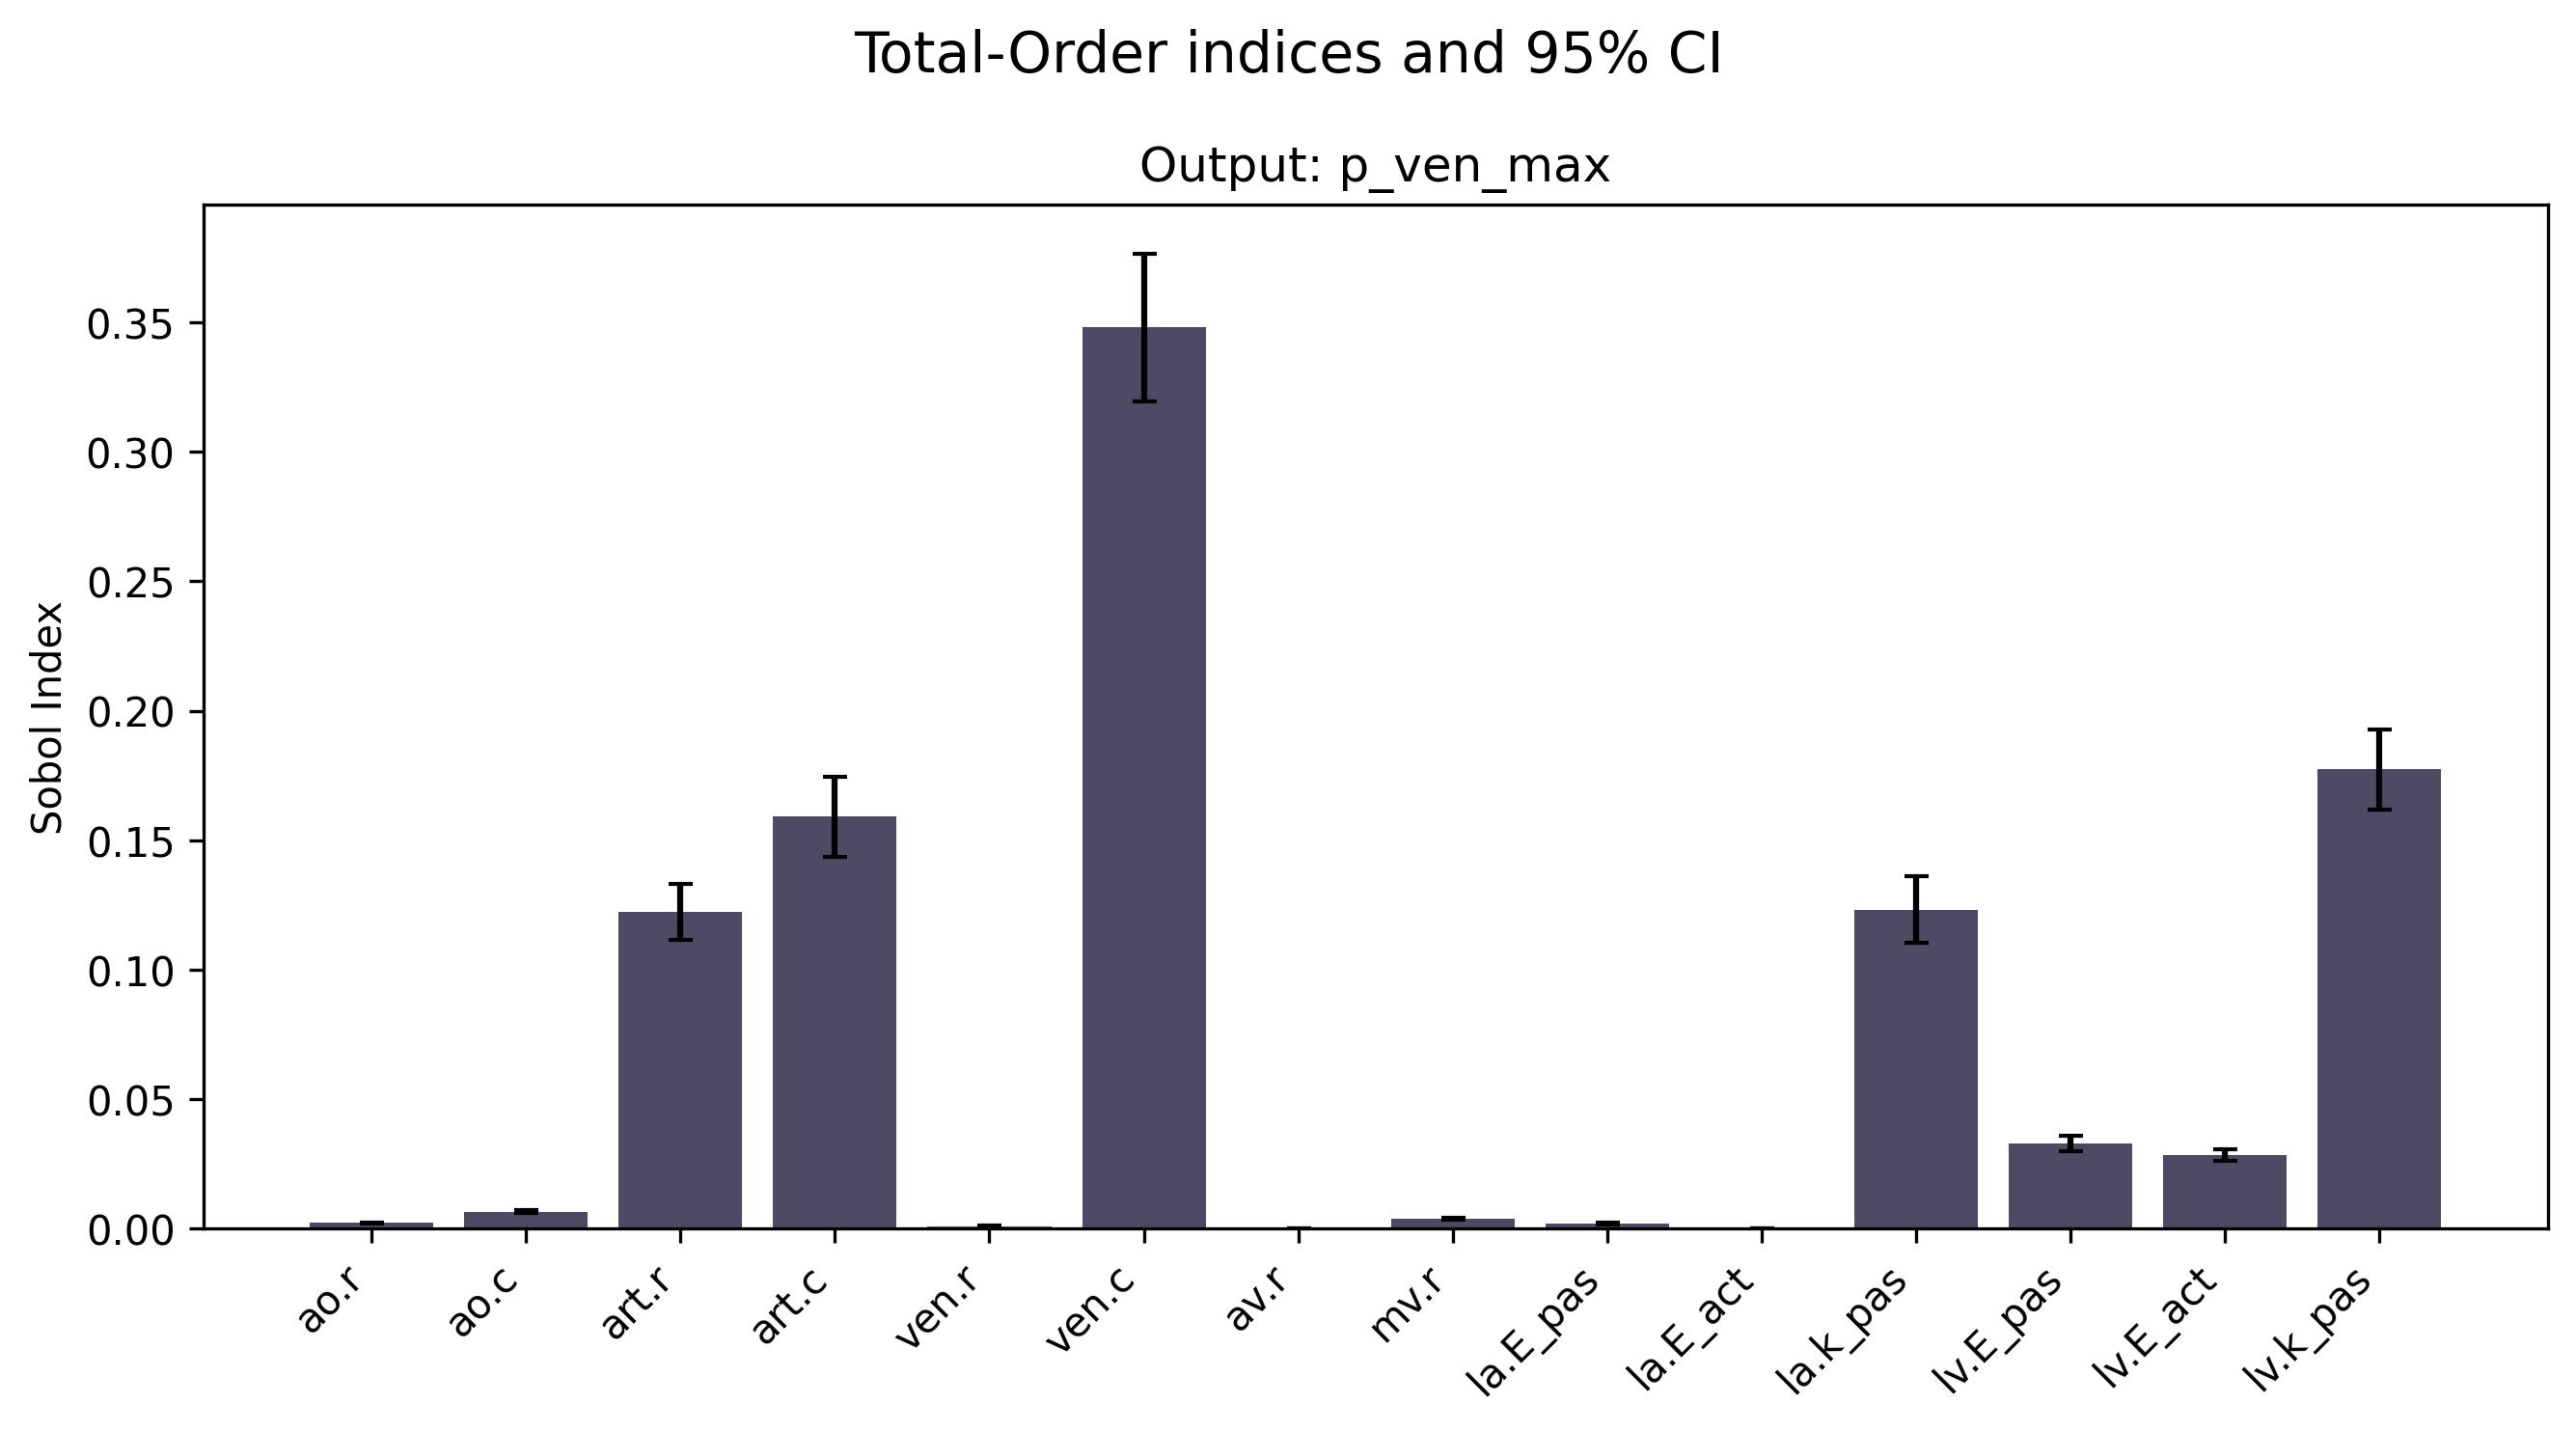 Total-Order indices and 95% CI
Output: p_ven_max
Sobol Index
0.35
0.30
0.25
0.20
0.15
0.10
0.05
0.00
ao.r
ao.c
art.r
art.c
ven.r
ven.c
av.r
mv.r
la.E_pas
la.E_act
la.k_pas
lv.E_pas
lv.E_act
lv.k_pas